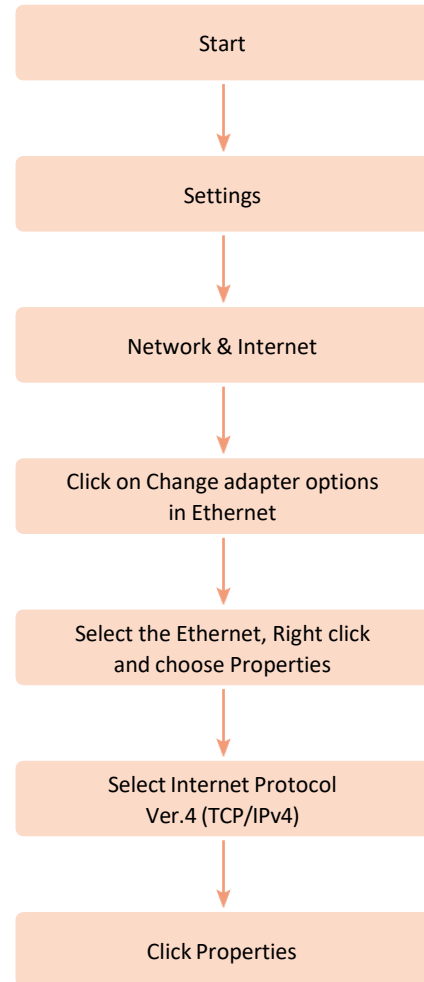 Start
Settings
Network & Internet
Click on Change adapter options
in Ethernet
Select the Ethernet, Right click
and choose Properties
Select Internet Protocol
Ver.4 (TCP/IPv4)
Click Properties